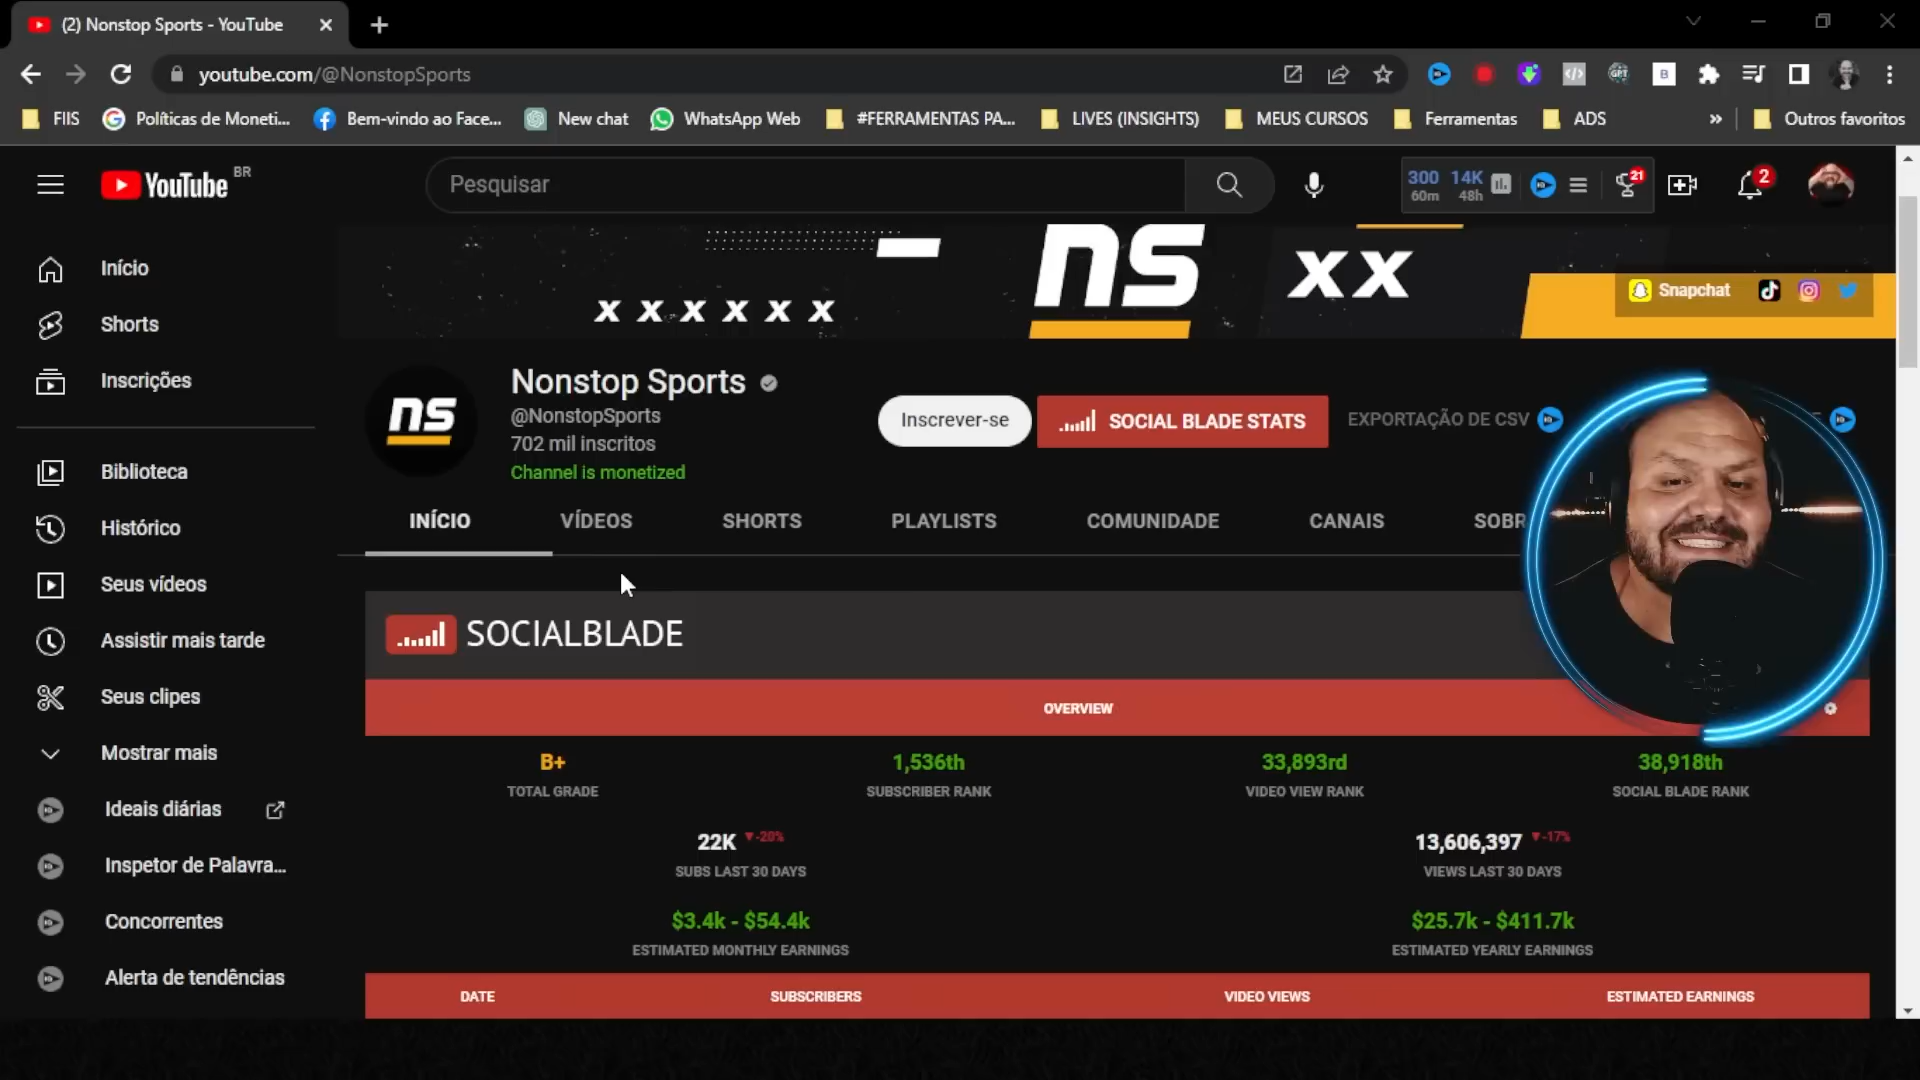 (2) Nonstop Sports - YouTube
youtube.com/@NonstopSports
FIIS
Políticas de Moneti...
Bem-vindo ao Face...
New chat
WhatsApp Web
#FERRAMENTAS PA...
LIVES (INSIGHTS)
MEUS CURSOS
Ferramentas
ADS
»
Outros favoritos
YouTube BR
Pesquisar
300 14K
60m 48h
21
2
Início
Shorts
Inscrições
Biblioteca
Histórico
Seus vídeos
Assistir mais tarde
Seus clipes
Mostrar mais
Ideais diárias
Inspetor de Palavra...
Concorrentes
Alerta de tendências
x x x x x x
ns
x x
Snapchat
ns
Nonstop Sports
@NonstopSports
702 mil inscritos
Channel is monetized
Inscrever-se
SOCIAL BLADE STATS
EXPORTAÇÃO DE CSV
INÍCIO
VÍDEOS
SHORTS
PLAYLISTS
COMUNIDADE
CANAIS
SOBR
SOCIALBLADE
OVERVIEW
B+
TOTAL GRADE
1,536th
SUBSCRIBER RANK
33,893rd
VIDEO VIEW RANK
38,918th
SOCIAL BLADE RANK
22K ▼-20%
SUBS LAST 30 DAYS
13,606,397 ▼-17%
VIEWS LAST 30 DAYS
$3.4k - $54.4k
ESTIMATED MONTHLY EARNINGS
$25.7k - $411.7k
ESTIMATED YEARLY EARNINGS
DATE
SUBSCRIBERS
VIDEO VIEWS
ESTIMATED EARNINGS